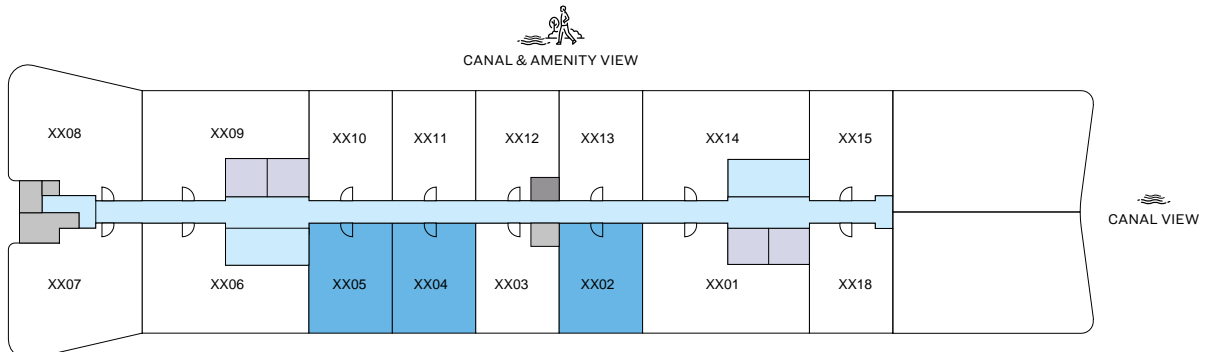 CANAL & AMENITY VIEW
XX08
XX09
XX10
XX11
XX12
XX13
XX14
XX15
CANAL VIEW
XX07
XX06
XX05
XX04
XX03
XX02
XX01
XX18